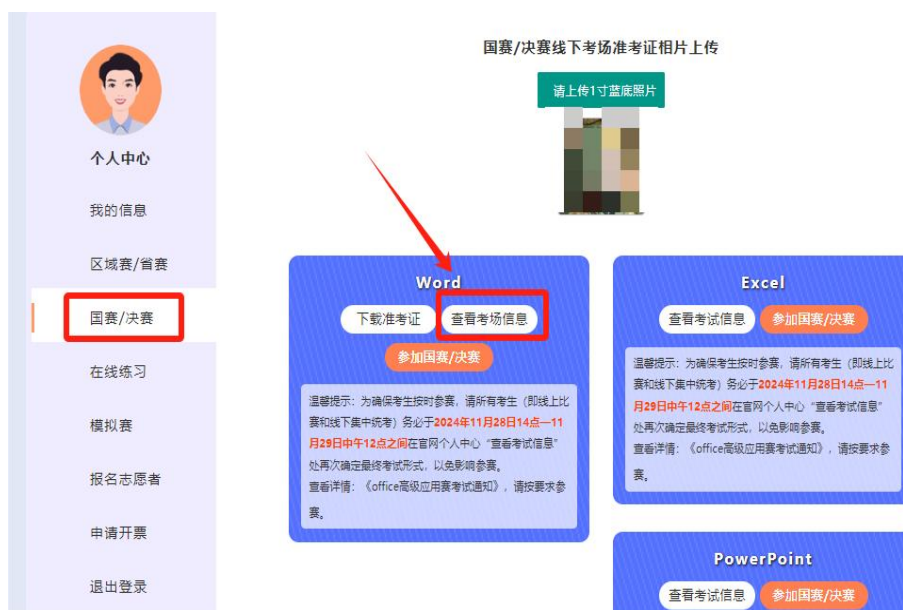 个人中心
我的信息
区域赛/省赛
国赛/决赛
在线练习
模拟赛
报名志愿者
申请开票
退出登录
国赛/决赛线下考场准考证相片上传
请上传1寸蓝底照片
Word
下载准考证
查看考场信息
参加国赛/决赛
温馨提示：为确保考生按时参赛，请所有考生（即线上比
赛和线下集中统考）务必于2024年11月28日14点—11
月29日中午12点之间在官网个人中心“查看考试信息”
处再次确定最终考试形式，以免影响参赛。
查看详情：《office高级应用赛考试通知》，请按要求参
赛。
Excel
查看考试信息
参加国赛/决赛
温馨提示：为确保考生按时参赛，请所有考生（即线上比
赛和线下集中统考）务必于2024年11月28日14点—11
月29日中午12点之间在官网个人中心“查看考试信息”
处再次确定最终考试形式，以免影响参赛。
查看详情：《office高级应用赛考试通知》，请按要求参
赛。
PowerPoint
查看考试信息
参加国赛/决赛